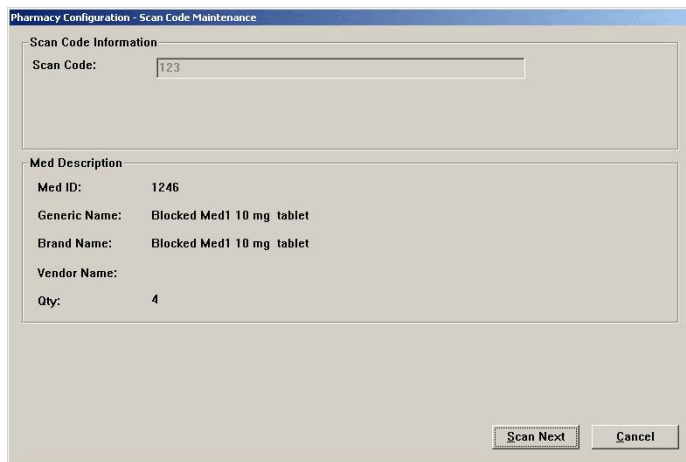 Pharmacy Configuration - Scan Code Maintenance
Scan Code Information
Scan Code: 123
Med Description
Med ID: 1246
Generic Name: Blocked Med1 10 mg tablet
Brand Name: Blocked Med1 10 mg tablet
Vendor Name:
Qty: 4
Scan Next Cancel